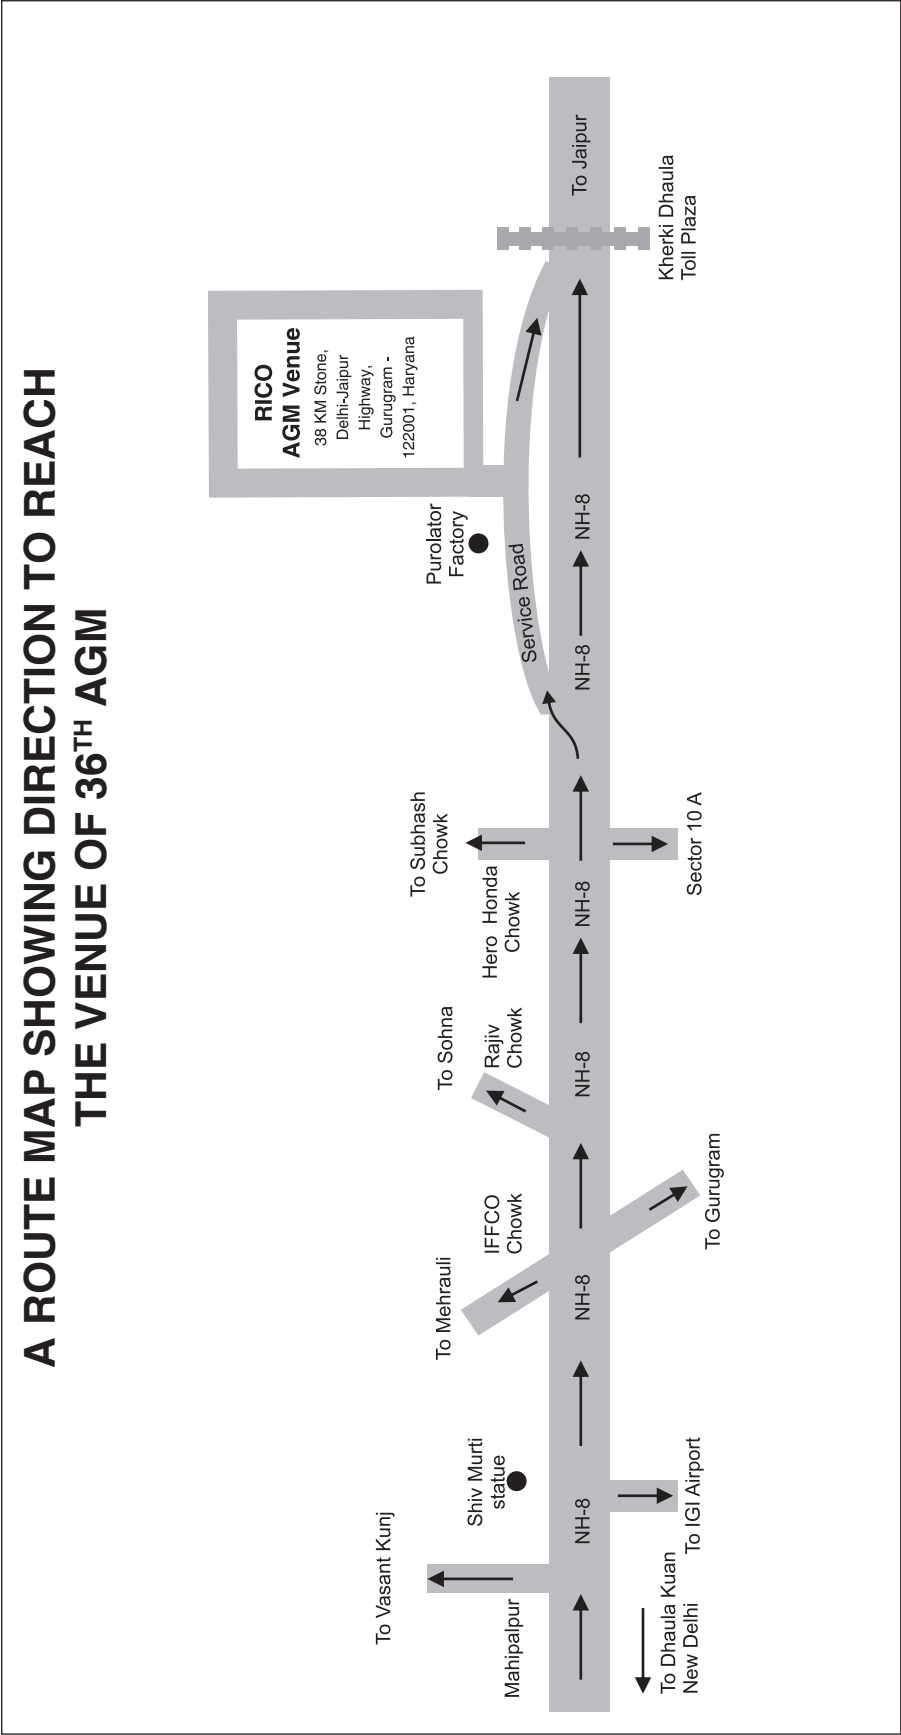 A ROUTE MAP SHOWING DIRECTION TO REACH
THE VENUE OF 36TH AGM
RICO
AGM Venue
38 KM Stone,
Delhi-Jaipur
Highway,
Gurugram -
122001, Haryana
To Vasant Kunj
Mahipalpur
Shiv Murti
statue
To Mehrauli
IFFCO
Chowk
To Sohna
Rajiv
Chowk
To Subhash
Chowk
Hero Honda
Chowk
Purolator
Factory
Service Road
NH-8
NH-8
NH-8
NH-8
NH-8
NH-8
To Jaipur
To Dhaula Kuan
New Delhi
To IGI Airport
To Gurugram
Sector 10 A
Kherki Dhaula
Toll Plaza